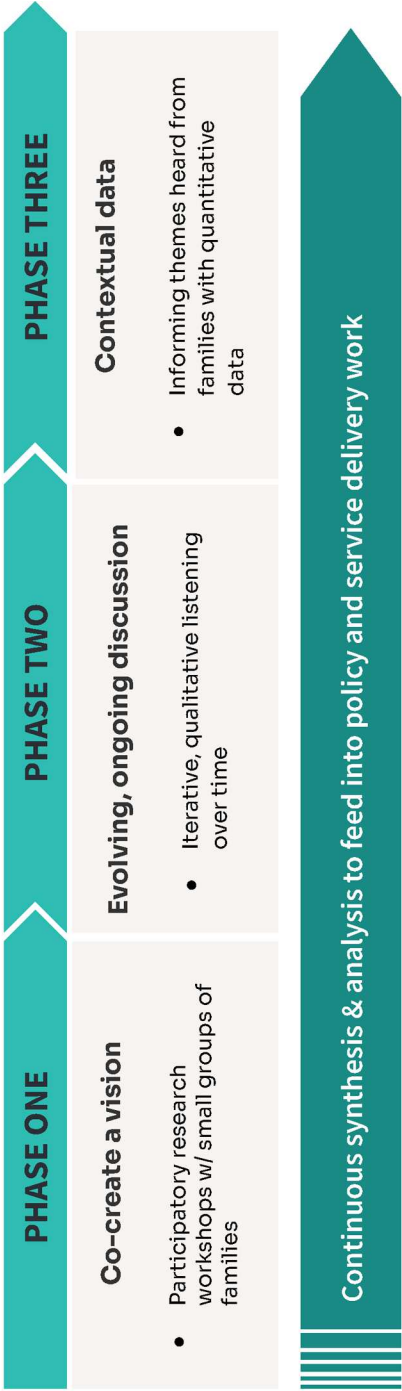 PHASE ONE
Co-create a vision
• Participatory research
workshops w/ small groups of
families
PHASE TWO
Evolving, ongoing discussion
• Iterative, qualitative listening
over time
PHASE THREE
Contextual data
• Informing themes heard from
families with quantitative
data
Continuous synthesis & analysis to feed into policy and service delivery work